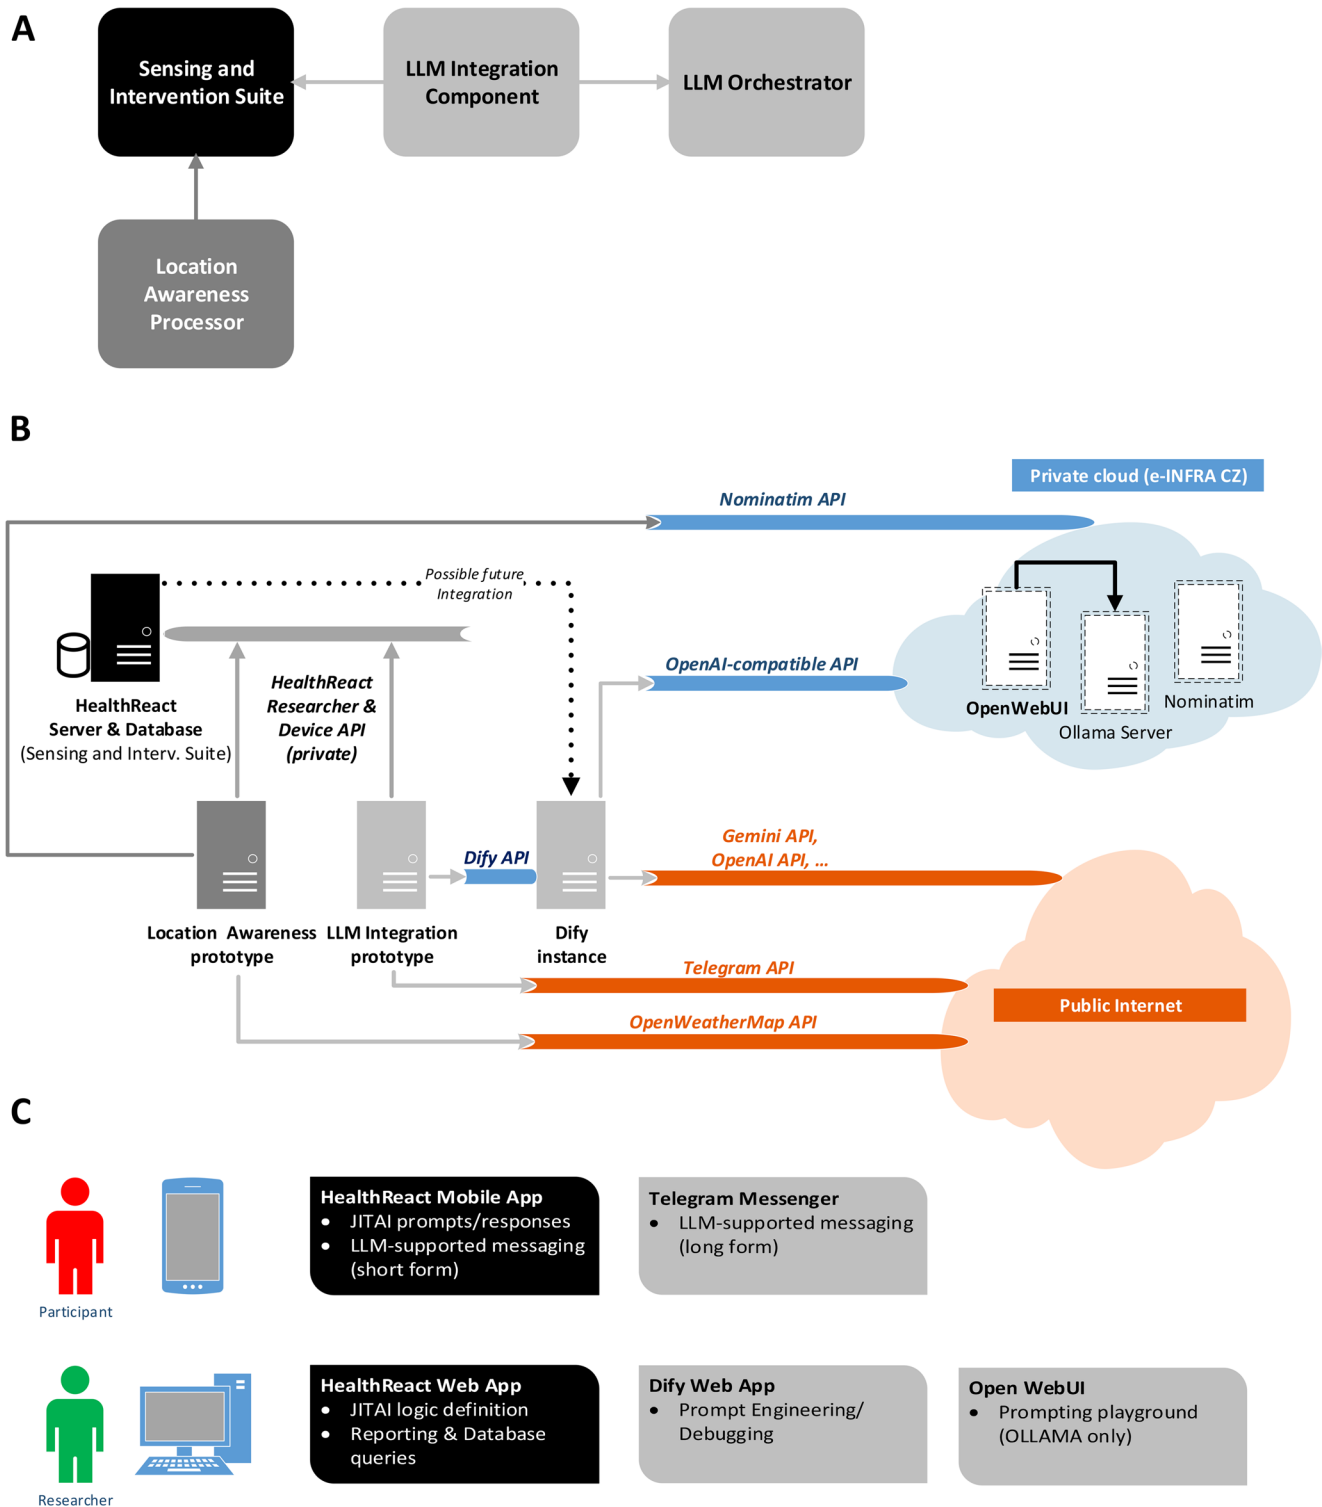 A
Sensing and
Intervention Suite
LLM Integration
Component
LLM Orchestrator
Location
Awareness
Processor
B
Private cloud (e-INFRA CZ)
Nominatim API
Possible future
Integration
OpenAI-compatible API
HealthReact
Researcher &
Device API
(private)
HealthReact
Server & Database
(Sensing and Interv. Suite)
OpenWebUI
Ollama Server
Nominatim
Gemini API,
OpenAI API, ...
Dify API
Location Awareness
prototype
LLM Integration
prototype
Dify
instance
Telegram API
Public Internet
OpenWeatherMap API
C
Participant
HealthReact Mobile App
• JITAI prompts/responses
• LLM-supported messaging
(short form)
Telegram Messenger
• LLM-supported messaging
(long form)
Researcher
HealthReact Web App
• JITAI logic definition
• Reporting & Database
queries
Dify Web App
• Prompt Engineering/
Debugging
Open WebUI
• Prompting playground
(OLLAMA only)